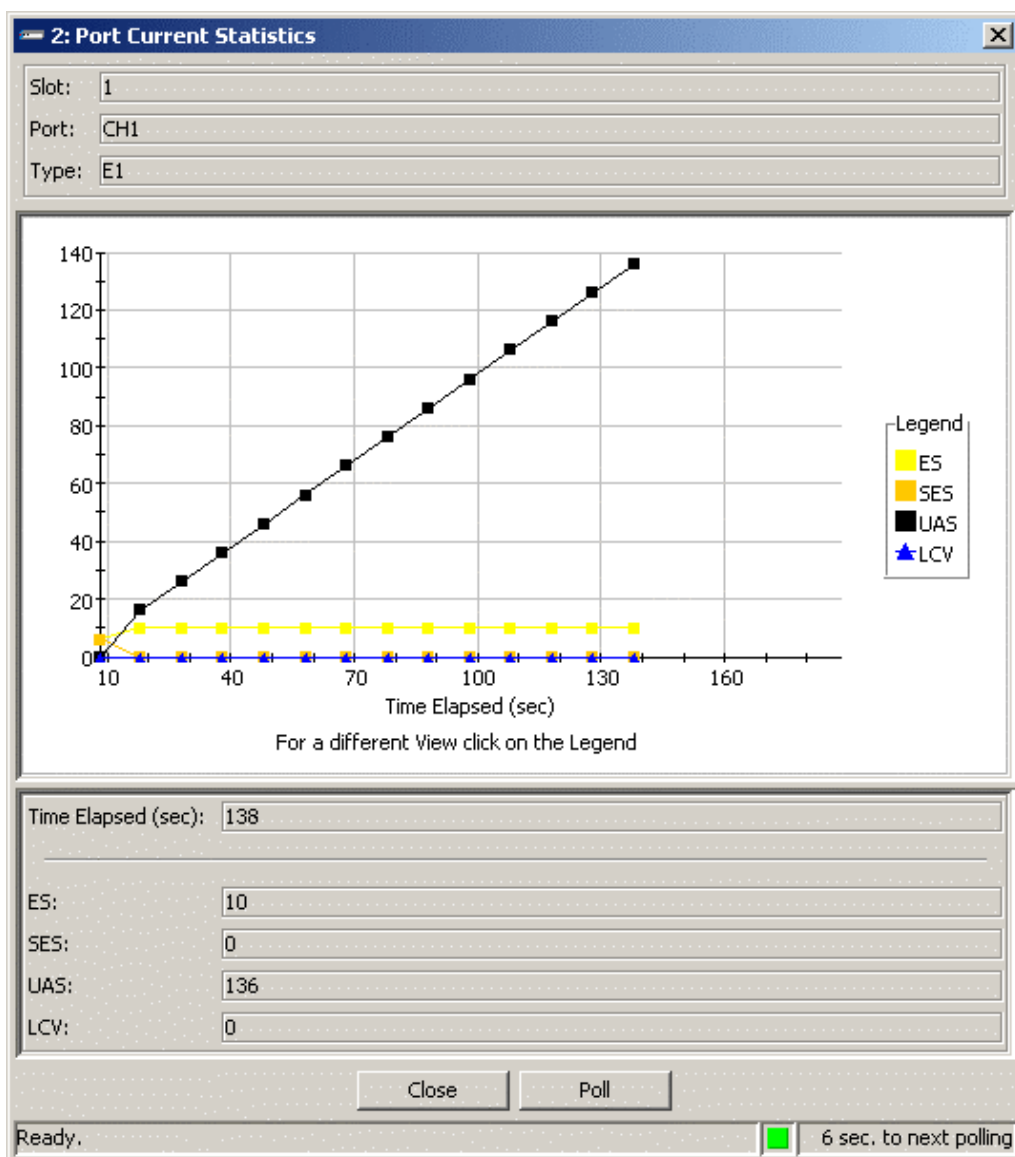 2: Port Current Statistics
Slot: 1
Port: CH1
Type: E1
140
120
100
80
60
40
20
0
10 40 70 100 130 160
Time Elapsed (sec)
For a different View click on the Legend
Legend
ES
SES
UAS
LCV
Time Elapsed (sec): 138
ES: 10
SES: 0
UAS: 136
LCV: 0
Close Poll
Ready. 6 sec. to next polling